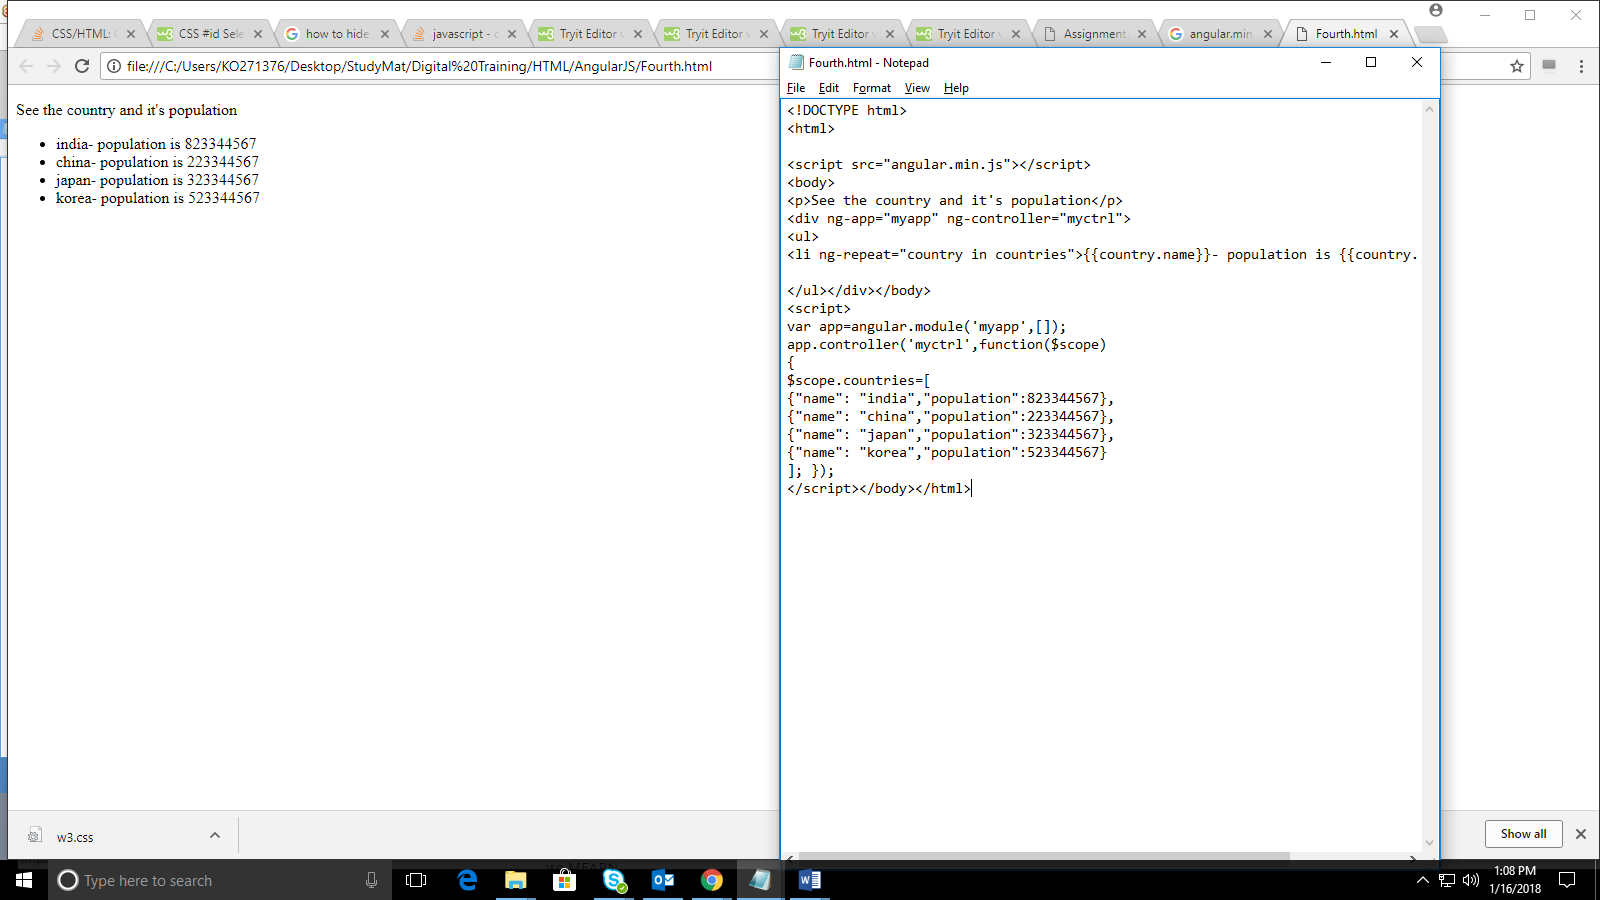 CSS/HTML:
CSS #id Sele
how to hide
javascript - c
Tryit Editor v
Tryit Editor v
Tryit Editor v
Tryit Editor v
Assignment
angular.min.
Fourth.html
file:///C:/Users/KO271376/Desktop/StudyMat/Digital%20Training/HTML/AngularJS/Fourth.html
See the country and it's population
india- population is 823344567
china- population is 223344567
japan- population is 323344567
korea- population is 523344567
Fourth.html - Notepad
File Edit Format View Help
<!DOCTYPE html>
<html>
<script src="angular.min.js"></script>
<body>
<p>See the country and it's population</p>
<div ng-app="myapp" ng-controller="myctrl">
<ul>
<li ng-repeat="country in countries">{{country.name}}- population is {{country.
</ul></div></body>
<script>
var app=angular.module('myapp',[]);
app.controller('myctrl',function($scope)
{
$scope.countries=[
{"name": "india","population":823344567},
{"name": "china","population":223344567},
{"name": "japan","population":323344567},
{"name": "korea","population":523344567}
]; });
</script></body></html>
w3.css
Show all
Type here to search
1:08 PM
1/16/2018